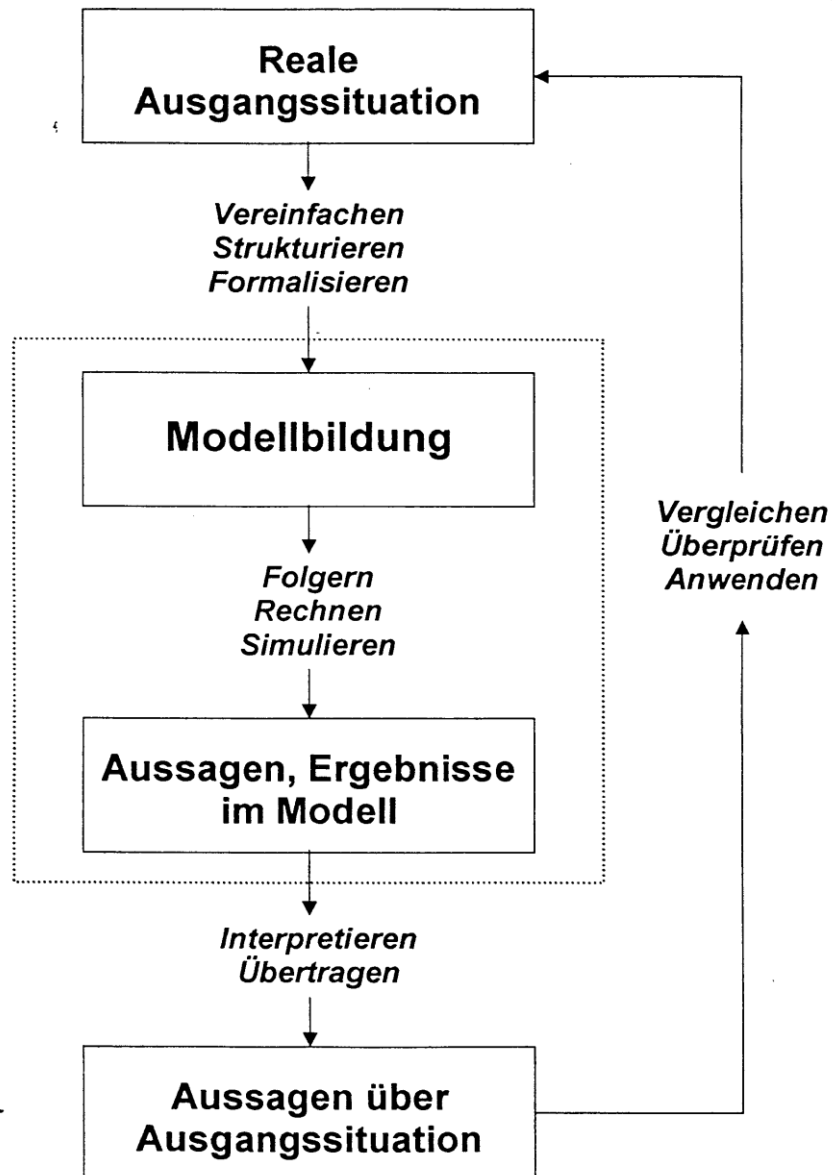 Reale
Ausgangssituation
Vereinfachen
Strukturieren
Formalisieren
Modellbildung
Folgern
Rechnen
Simulieren
Vergleichen
Überprüfen
Anwenden
Aussagen, Ergebnisse
im Modell
Interpretieren
Übertragen
Aussagen über
Ausgangssituation